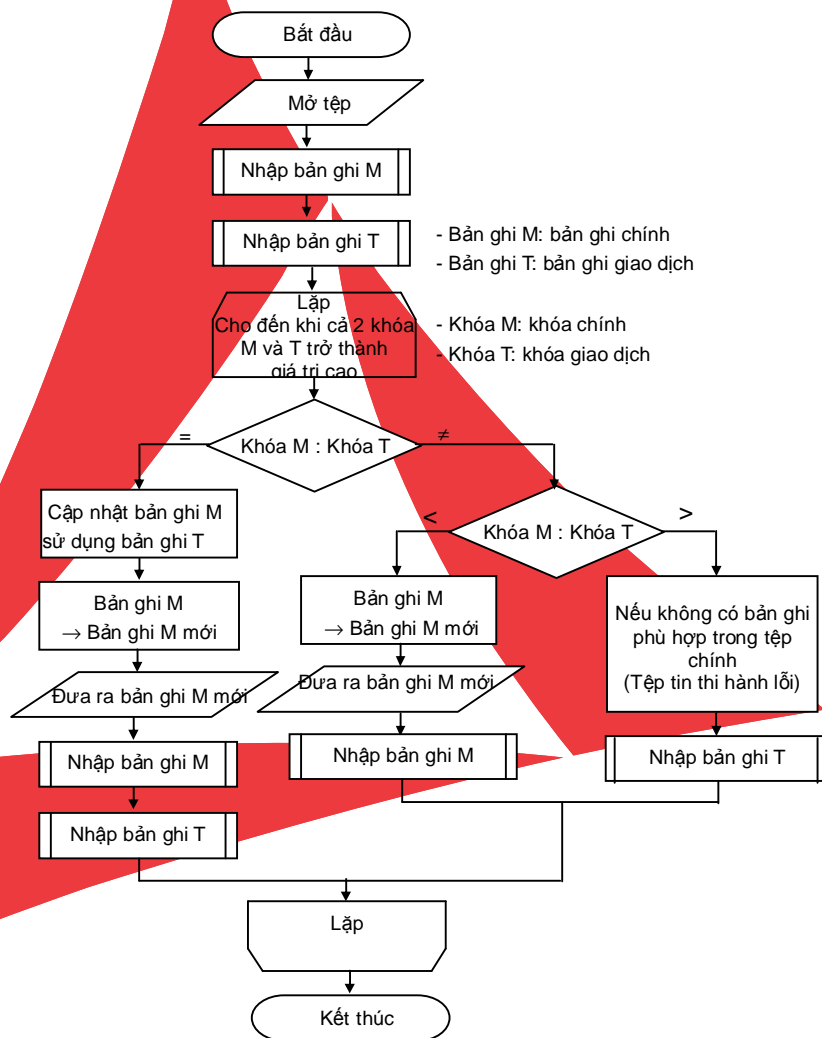 Bắt đầu
Mở tệp
Nhập bản ghi M
Nhập bản ghi T
- Bản ghi M: bản ghi chính
- Bản ghi T: bản ghi giao dịch
Lặp
Cho đến khi cả 2 khóa
M và T trở thành
giá trị cao
- Khóa M: khóa chính
- Khóa T: khóa giao dịch
Khóa M : Khóa T
=
≠
Khóa M : Khóa T
<
>
Cập nhật bản ghi M
sử dụng bản ghi T
Bản ghi M
→ Bản ghi M mới
Đưa ra bản ghi M mới
Nhập bản ghi M
Nhập bản ghi T
Bản ghi M
→ Bản ghi M mới
Đưa ra bản ghi M mới
Nhập bản ghi M
Nếu không có bản ghi
phù hợp trong tệp
chính
(Tệp tin thi hành lỗi)
Nhập bản ghi T
Lặp
Kết thúc